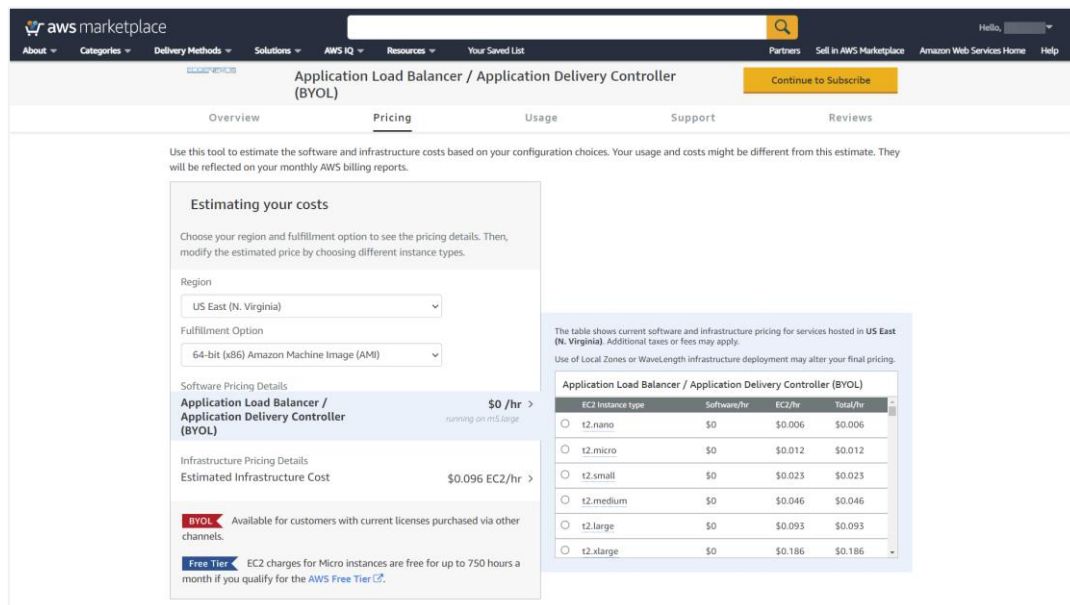 aws marketplace
Hello,
About
Categories
Delivery Methods
Solutions
AWS IQ
Resources
Your Saved List
Partners
Sell in AWS Marketplace
Amazon Web Services Home
Help
EDGENEXUS
Application Load Balancer / Application Delivery Controller
(BYOL)
Continue to Subscribe
Overview
Pricing
Usage
Support
Reviews
Use this tool to estimate the software and infrastructure costs based on your configuration choices. Your usage and costs might be different from this estimate. They
will be reflected on your monthly AWS billing reports.
Estimating your costs
Choose your region and fulfillment option to see the pricing details. Then,
modify the estimated price by choosing different instance types.
Region
US East (N. Virginia)
Fulfillment Option
64-bit (x86) Amazon Machine Image (AMI)
Software Pricing Details
Application Load Balancer /
Application Delivery Controller
(BYOL)
$0 /hr >
running on m5.large
Infrastructure Pricing Details
Estimated Infrastructure Cost $0.096 EC2/hr >
BYOL Available for customers with current licenses purchased via other
channels.
Free Tier EC2 charges for Micro instances are free for up to 750 hours a
month if you qualify for the AWS Free Tier.
The table shows current software and infrastructure pricing for services hosted in US East
(N. Virginia). Additional taxes or fees may apply.
Use of Local Zones or WaveLength infrastructure deployment may alter your final pricing.
Application Load Balancer / Application Delivery Controller (BYOL)
EC2 Instance type Software/hr EC2/hr Total/hr
t2.nano $0 $0.006 $0.006
t2.micro $0 $0.012 $0.012
t2.small $0 $0.023 $0.023
t2.medium $0 $0.046 $0.046
t2.large $0 $0.093 $0.093
t2.xlarge $0 $0.186 $0.186